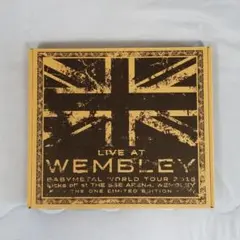 LIVE AT
WEMBLEY
BABYMETAL WORLD TOUR 2016
kicks off at THE SSE ARENA, WEMBLEY
THE ONE LIMITED EDITION